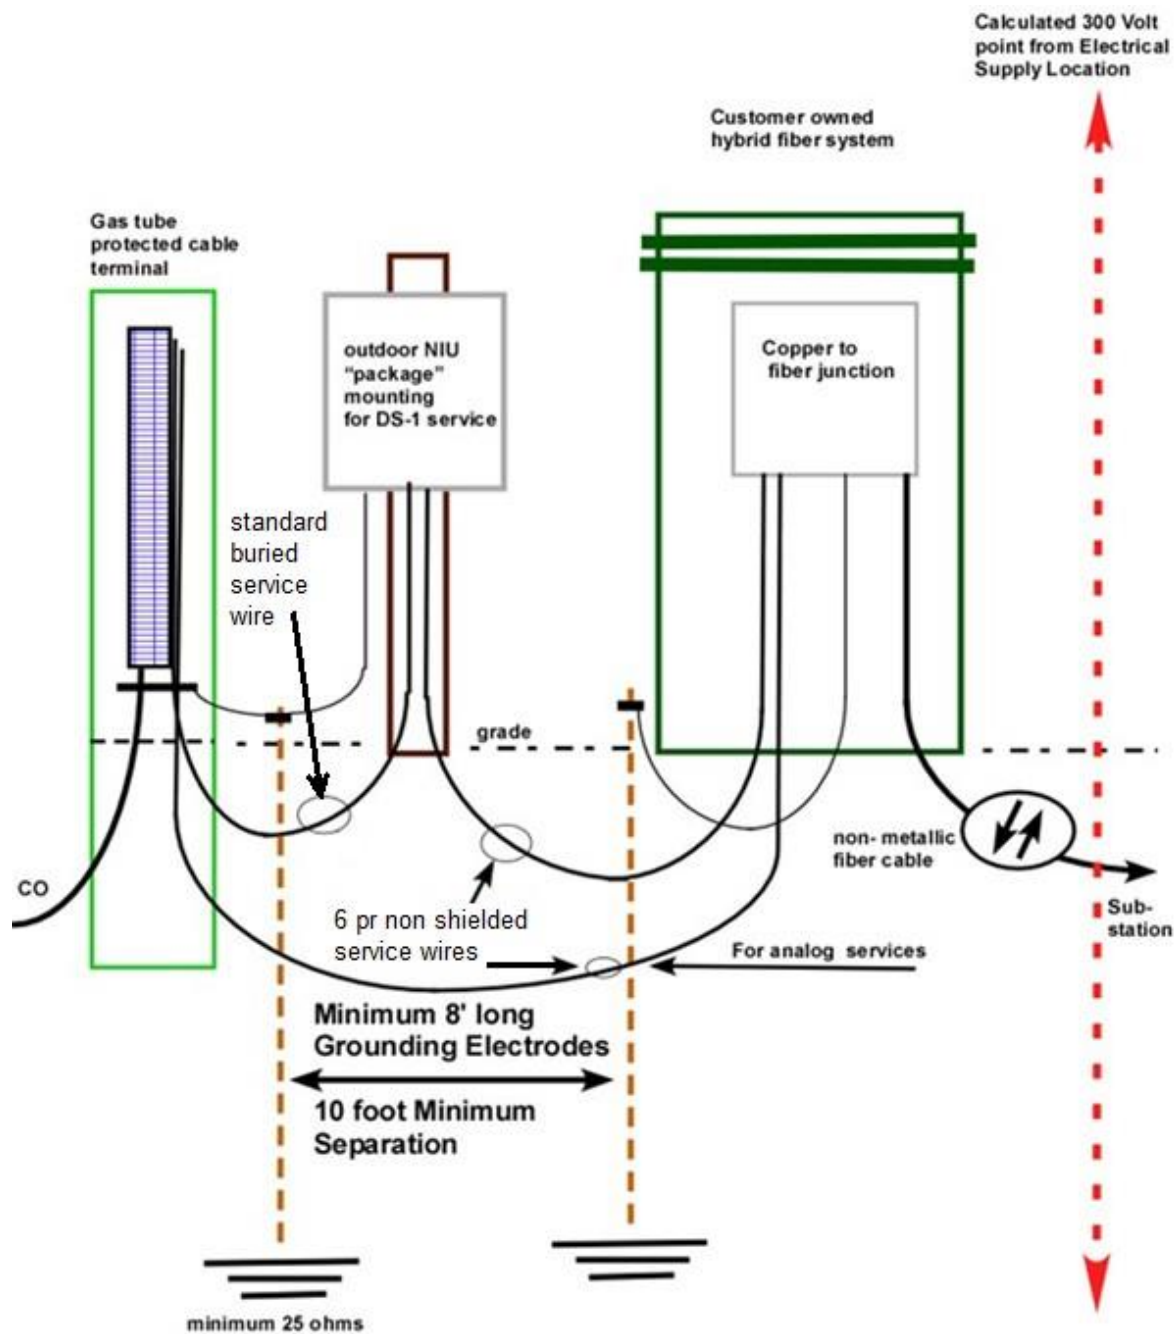 Calculated 300 Volt
point from Electrical
Supply Location
Customer owned
hybrid fiber system
Gas tube
protected cable
terminal
outdoor NIU
“package”
mounting
for DS-1 service
Copper to
fiber junction
standard
buried
service
wire
grade
non- metallic
fiber cable
CO
Sub-
station
6 pr non shielded
service wires
For analog services
Minimum 8' long
Grounding Electrodes
10 foot Minimum
Separation
minimum 25 ohms